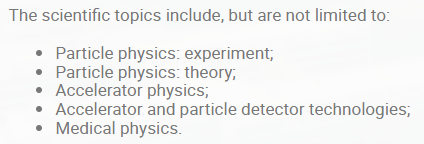 The scientific topics include, but are not limited to:
• Particle physics: experiment;
• Particle physics: theory;
• Accelerator physics;
• Accelerator and particle detector technologies;
• Medical physics.